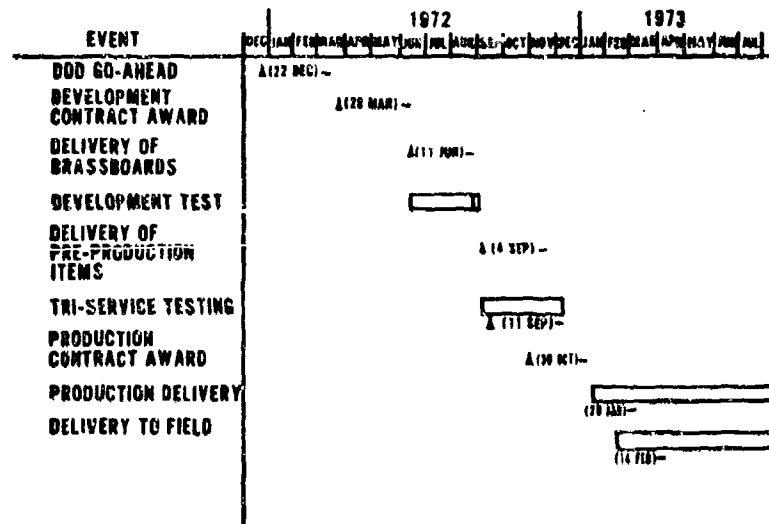 1972 1973
EVENT DEC JAN FEB MAR APR MAY JUN JUL AUG SEP OCT NOV DEC JAN FEB MAR APR MAY JUN JUL
DOD GO-AHEAD (22 DEC)
DEVELOPMENT
CONTRACT AWARD (28 MAR)
DELIVERY OF
BRASSBOARDS (11 JUN)
DEVELOPMENT TEST
DELIVERY OF
PRE-PRODUCTION (4 SEP)
ITEMS
TRI-SERVICE TESTING
(11 SEP)
PRODUCTION
CONTRACT AWARD (30 OCT)
PRODUCTION DELIVERY
JAN)
DELIVERY TO FIELD
(14 FEB)